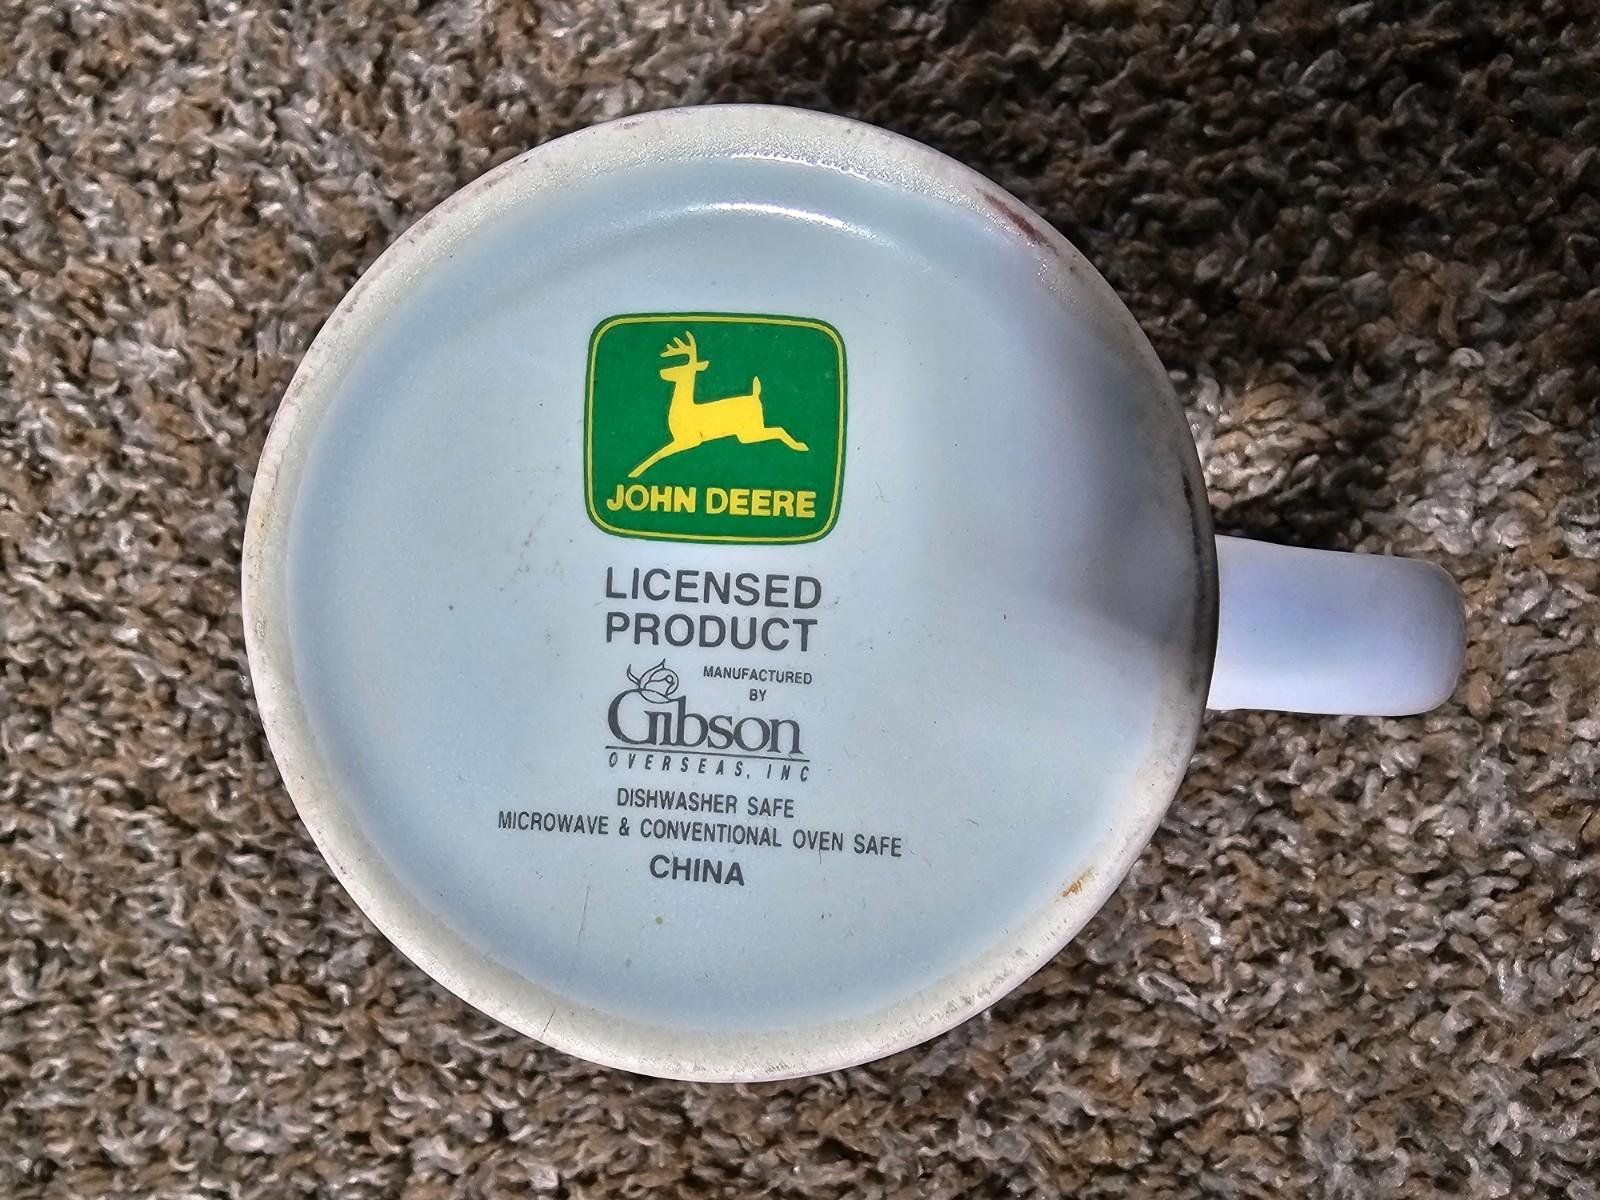 JOHN DEERE
LICENSED
PRODUCT
MANUFACTURED
BY
Gibson
OVERSEAS, INC
DISHWASHER SAFE
MICROWAVE & CONVENTIONAL OVEN SAFE
CHINA